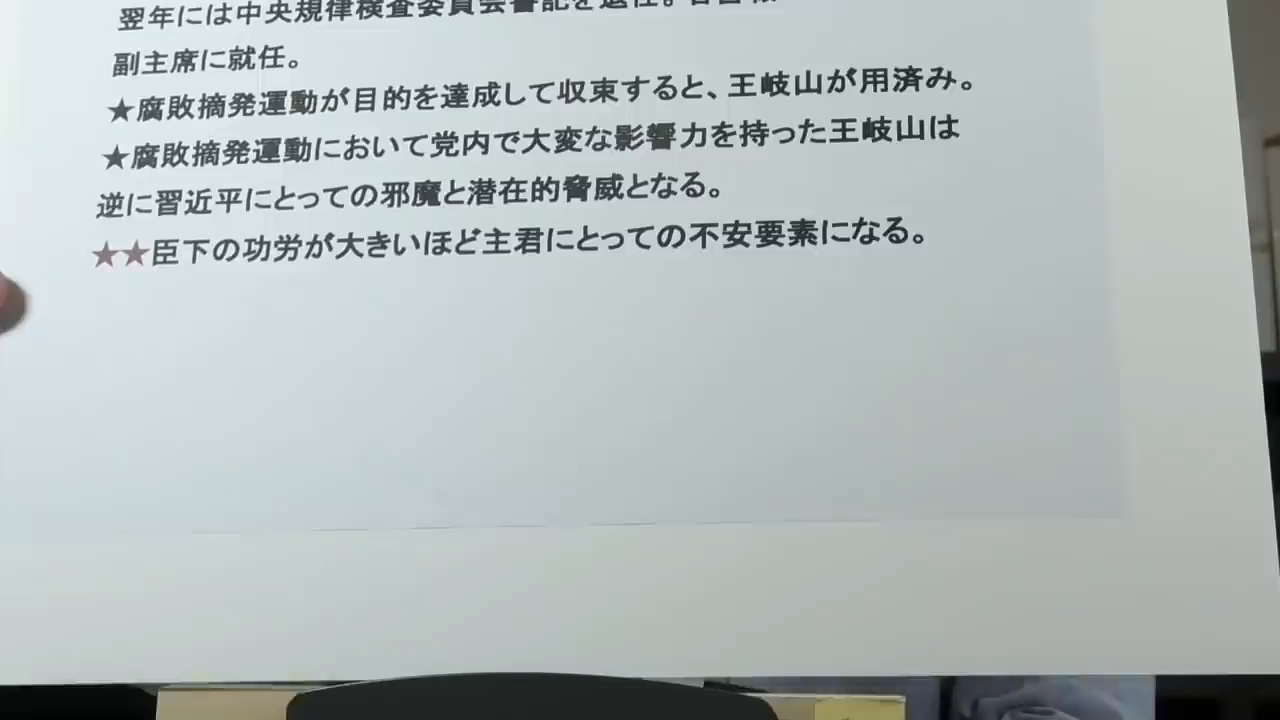 翌年には中央規律検査委員会書記を退任。
副主席に就任。
★腐敗摘発運動が目的を達成して収束すると、王岐山が用済み。
★腐敗摘発運動において党内で大変な影響力を持った王岐山は
逆に習近平にとっての邪魔と潜在的脅威となる。
★★臣下の功労が大きいほど主君にとっての不安要素になる。